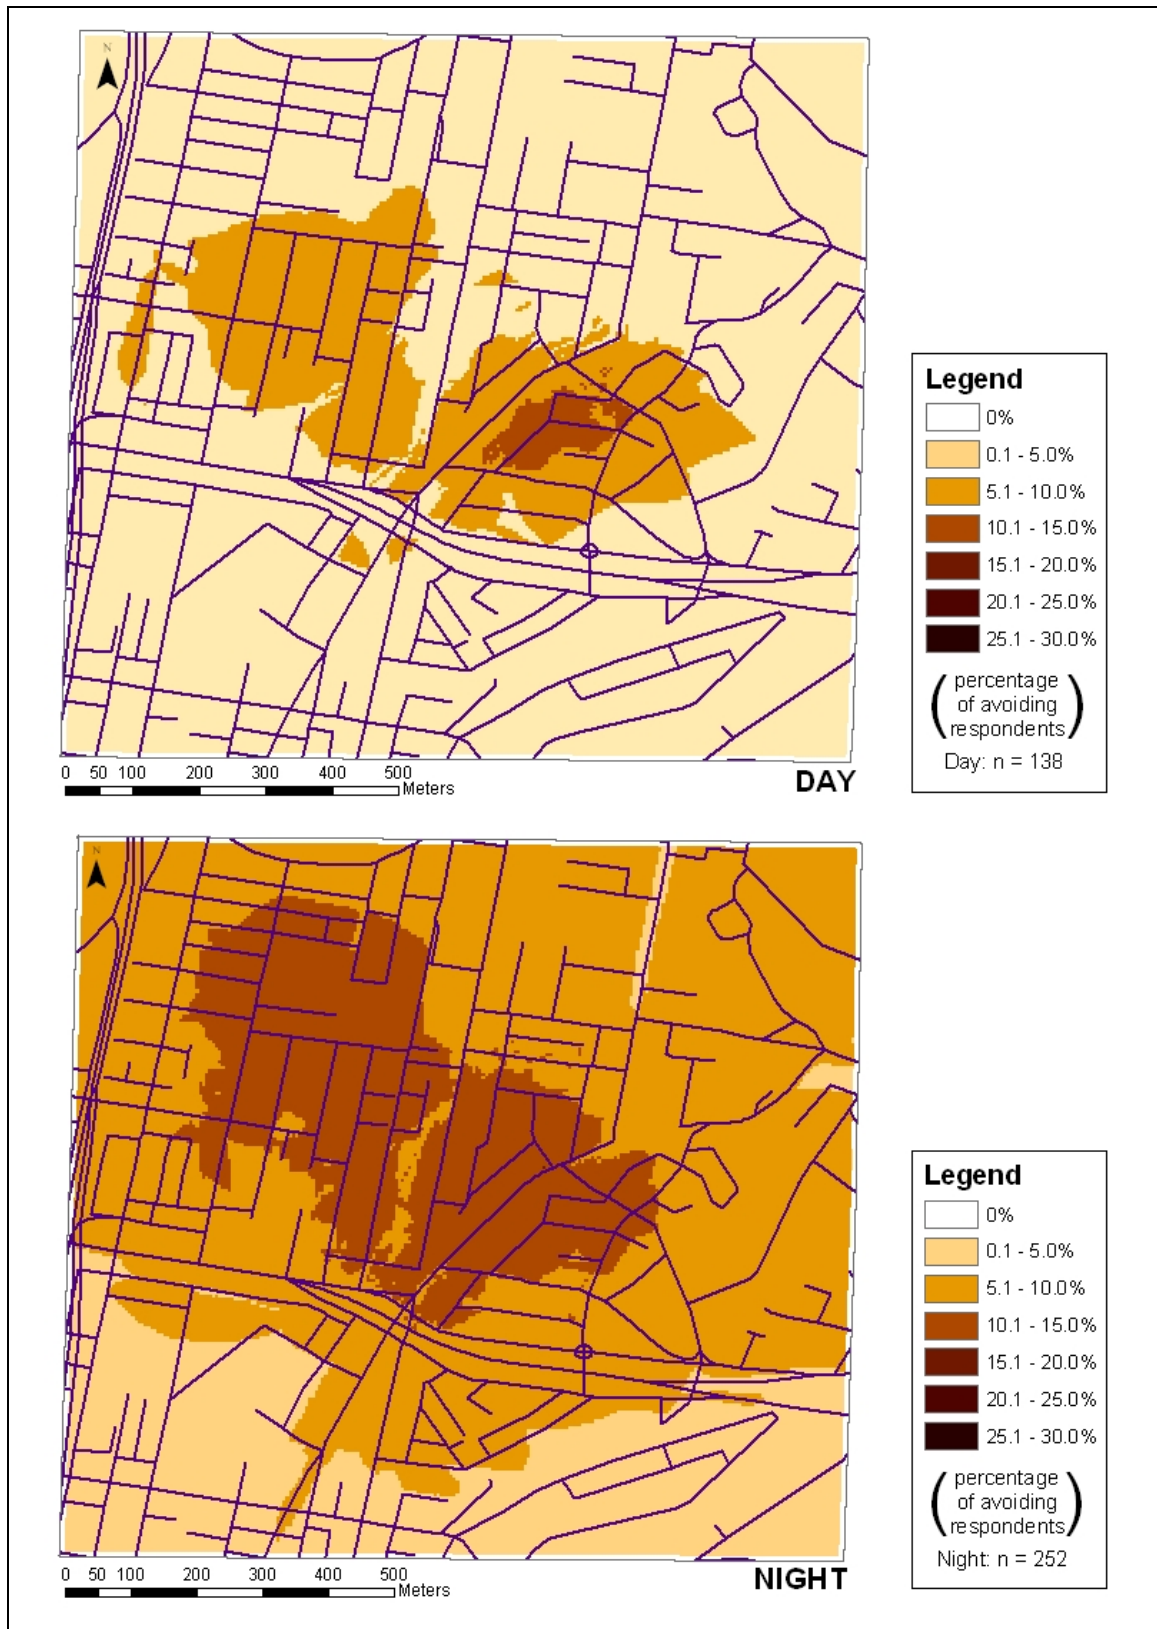 N
Legend
0%
0.1 - 5.0%
5.1 - 10.0%
10.1 - 15.0%
15.1 - 20.0%
20.1 - 25.0%
25.1 - 30.0%
( percentage
of avoiding
respondents )
Day: n = 138
0 50 100 200 300 400 500
Meters
DAY
N
Legend
0%
0.1 - 5.0%
5.1 - 10.0%
10.1 - 15.0%
15.1 - 20.0%
20.1 - 25.0%
25.1 - 30.0%
( percentage
of avoiding
respondents )
Night: n = 252
0 50 100 200 300 400 500
Meters
NIGHT